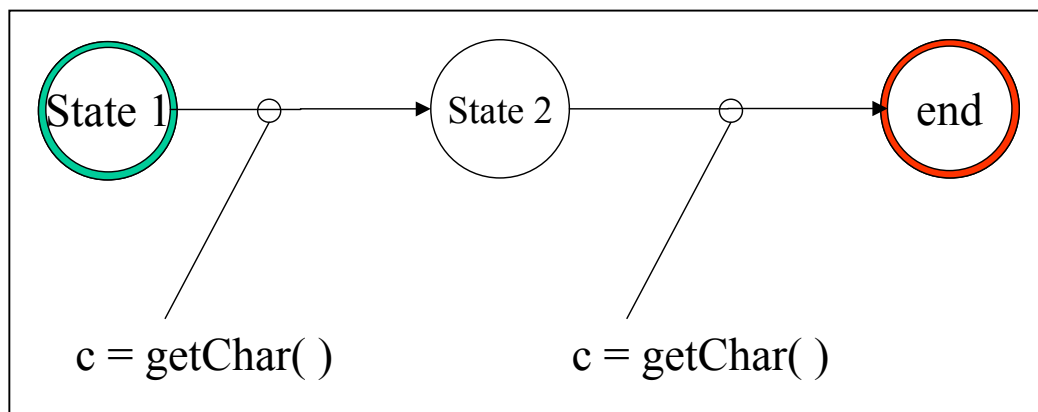 State 1
State 2
end
c = getChar( )
c = getChar( )